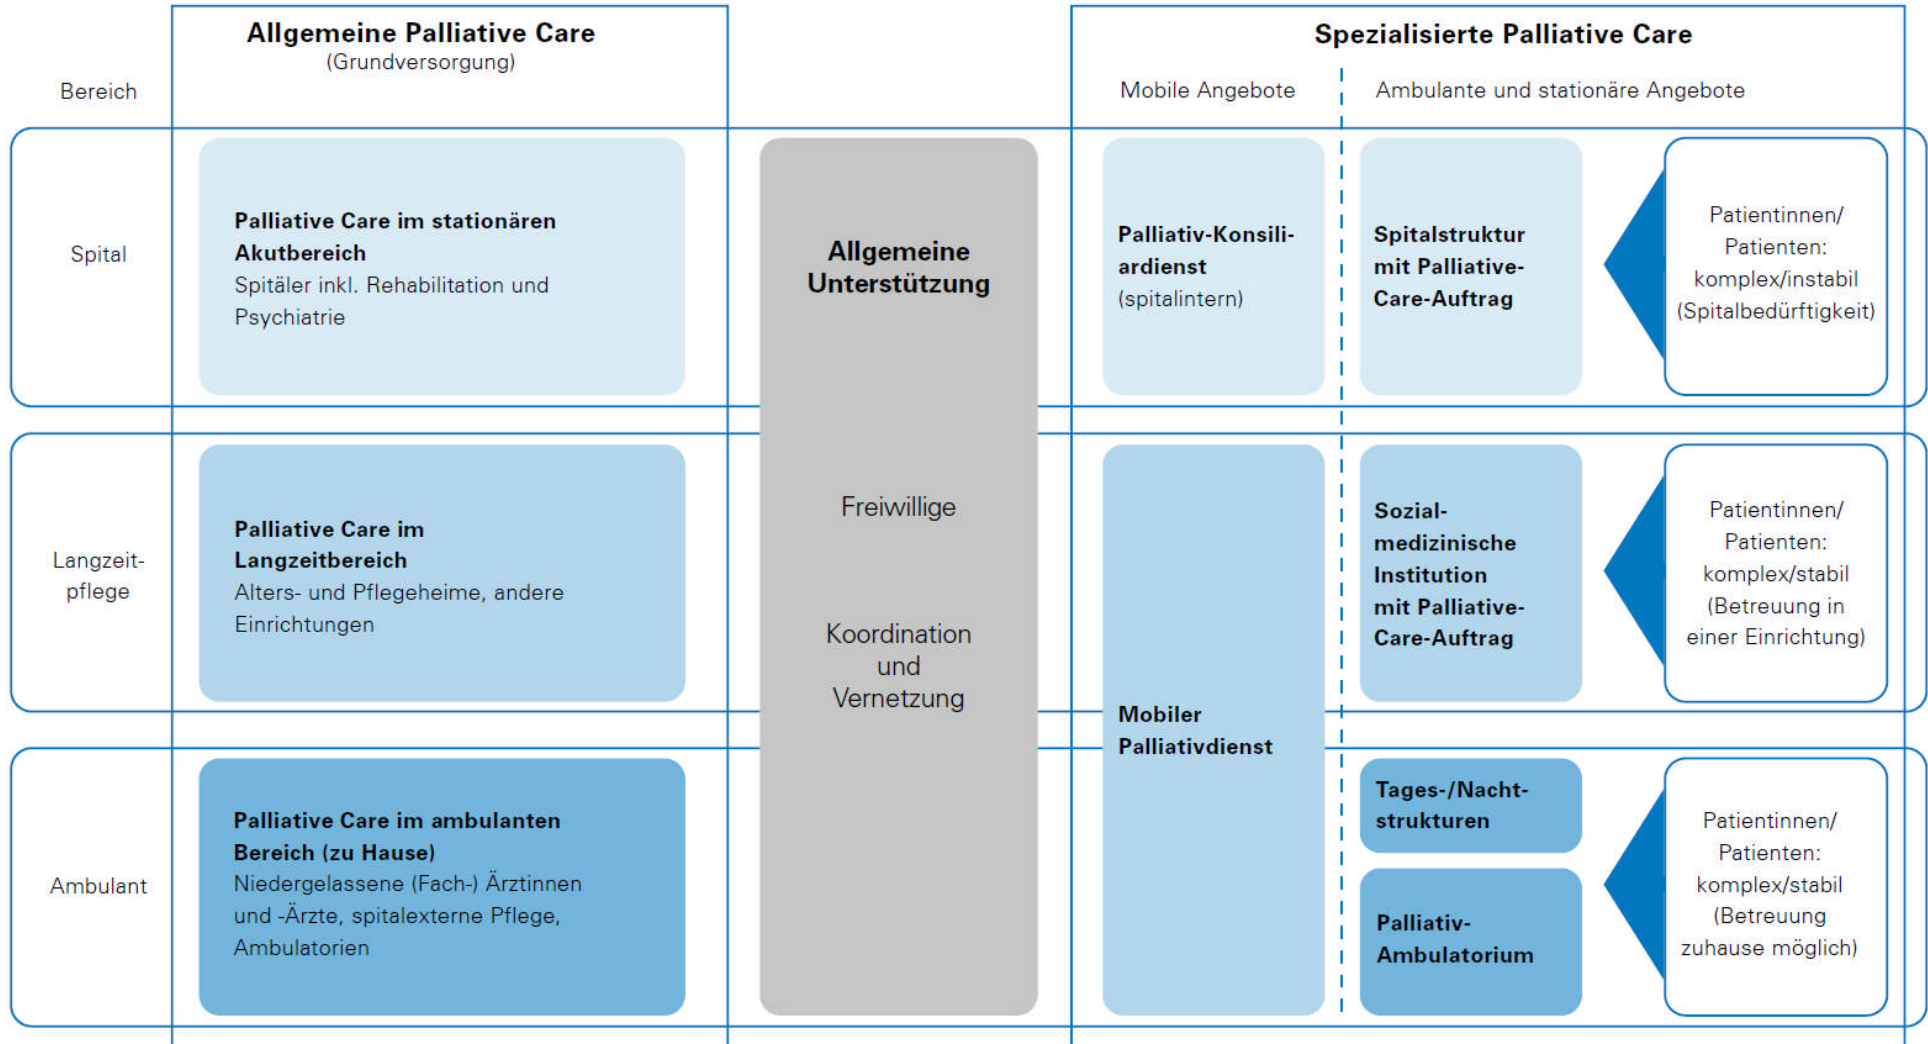 Allgemeine Palliative Care
(Grundversorgung)
Spezialisierte Palliative Care
Bereich
Mobile Angebote
Ambulante und stationäre Angebote
Spital
Palliative Care im stationären
Akutbereich
Spitäler inkl. Rehabilitation und
Psychiatrie
Allgemeine
Unterstützung
Freiwillige
Koordination
und
Vernetzung
Palliativ-Konsili-
ardienst
(spitalintern)
Spitalstruktur
mit Palliative-
Care-Auftrag
Patientinnen/
Patienten:
komplex/instabil
(Spitalbedürftigkeit)
Langzeit-
pflege
Palliative Care im
Langzeitbereich
Alters- und Pflegeheime, andere
Einrichtungen
Mobiler
Palliativdienst
Sozial-
medizinische
Institution
mit Palliative-
Care-Auftrag
Patientinnen/
Patienten:
komplex/stabil
(Betreuung in
einer Einrichtung)
Ambulant
Palliative Care im ambulanten
Bereich (zu Hause)
Niedergelassene (Fach-) Ärztinnen
und -Ärzte, spitalexterne Pflege,
Ambulatorien
Tages-/Nacht-
strukturen
Palliativ-
Ambulatorium
Patientinnen/
Patienten:
komplex/stabil
(Betreuung
zuhause möglich)